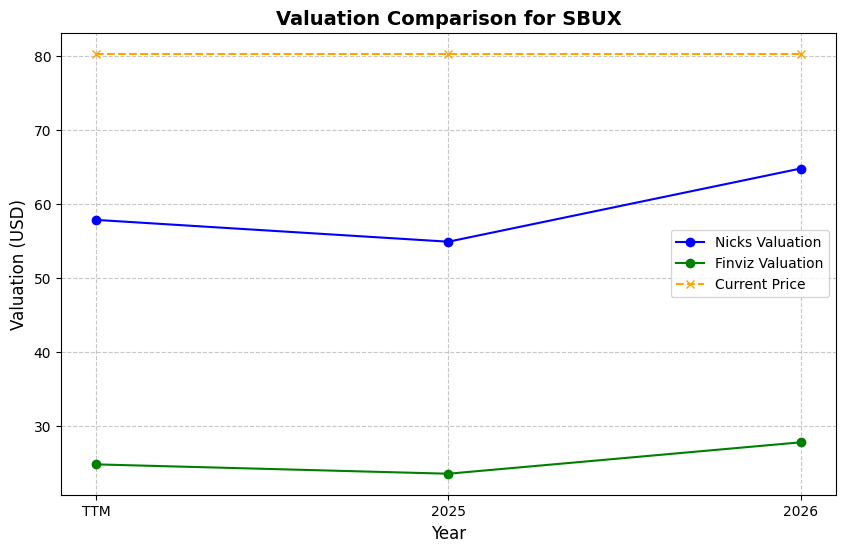 Valuation Comparison for SBUX
Valuation (USD)
80
70
60
50
40
30
Nicks Valuation
Finviz Valuation
Current Price
TTM
2025
2026
Year